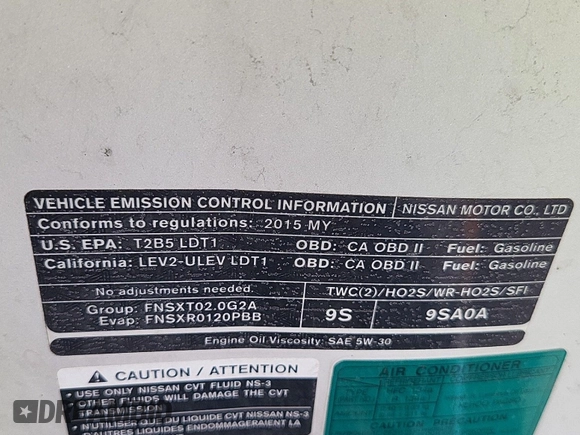 VEHICLE EMISSION CONTROL INFORMATION NISSAN MOTOR CO., LTD
Conforms to regulations: 2015 MY
U.S. EPA: T2B5 LDT1 OBD: CA OBD II Fuel: Gasoline
California: LEV2-ULEV LDT1 OBD: CA OBD II Fuel: Gasoline
No adjustments needed. TWC(2)/HO2S/WR-HO2S/SFI
Group: FNSXT02.0G2A
Evap: FNSXR0120PBB
9S 9SA0A
Engine Oil Viscosity: SAE 5W-30
CAUTION / ATTENTION
USE ONLY NISSAN CVT FLUID NS-3
OTHER FLUIDS WILL DAMAGE THE CVT
N'UTILISER QU'DU LIQUIDE CVT NISSAN NS-3
AIR CONDITIONER
CAUTION PRECAUTION